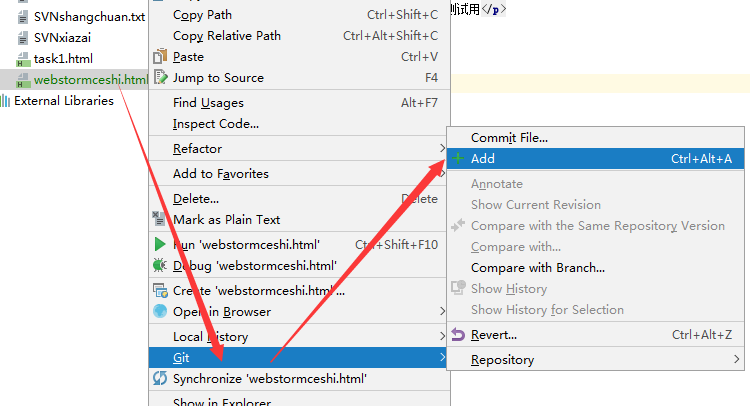 SVNshangchuan.txt
SVNxiazai
task1.html
webstormceshi.html
External Libraries
测试用</p>
Copy Path Ctrl+Shift+C
Copy Relative Path Ctrl+Alt+Shift+C
Paste Ctrl+V
Jump to Source F4
Find Usages Alt+F7
Inspect Code...
Refactor
Add to Favorites
Delete... Delete
Mark as Plain Text
Run 'webstormceshi.html' Ctrl+Shift+F10
Debug 'webstormceshi.html'
Create 'webstormceshi.html'...
Open in Browser
Local History
Git
Synchronize 'webstormceshi.html'
Show in Explorer
Commit File...
Add Ctrl+Alt+A
Annotate
Show Current Revision
Compare with the Same Repository Version
Compare with...
Compare with Branch...
Show History
Show History for Selection
Revert... Ctrl+Alt+Z
Repository